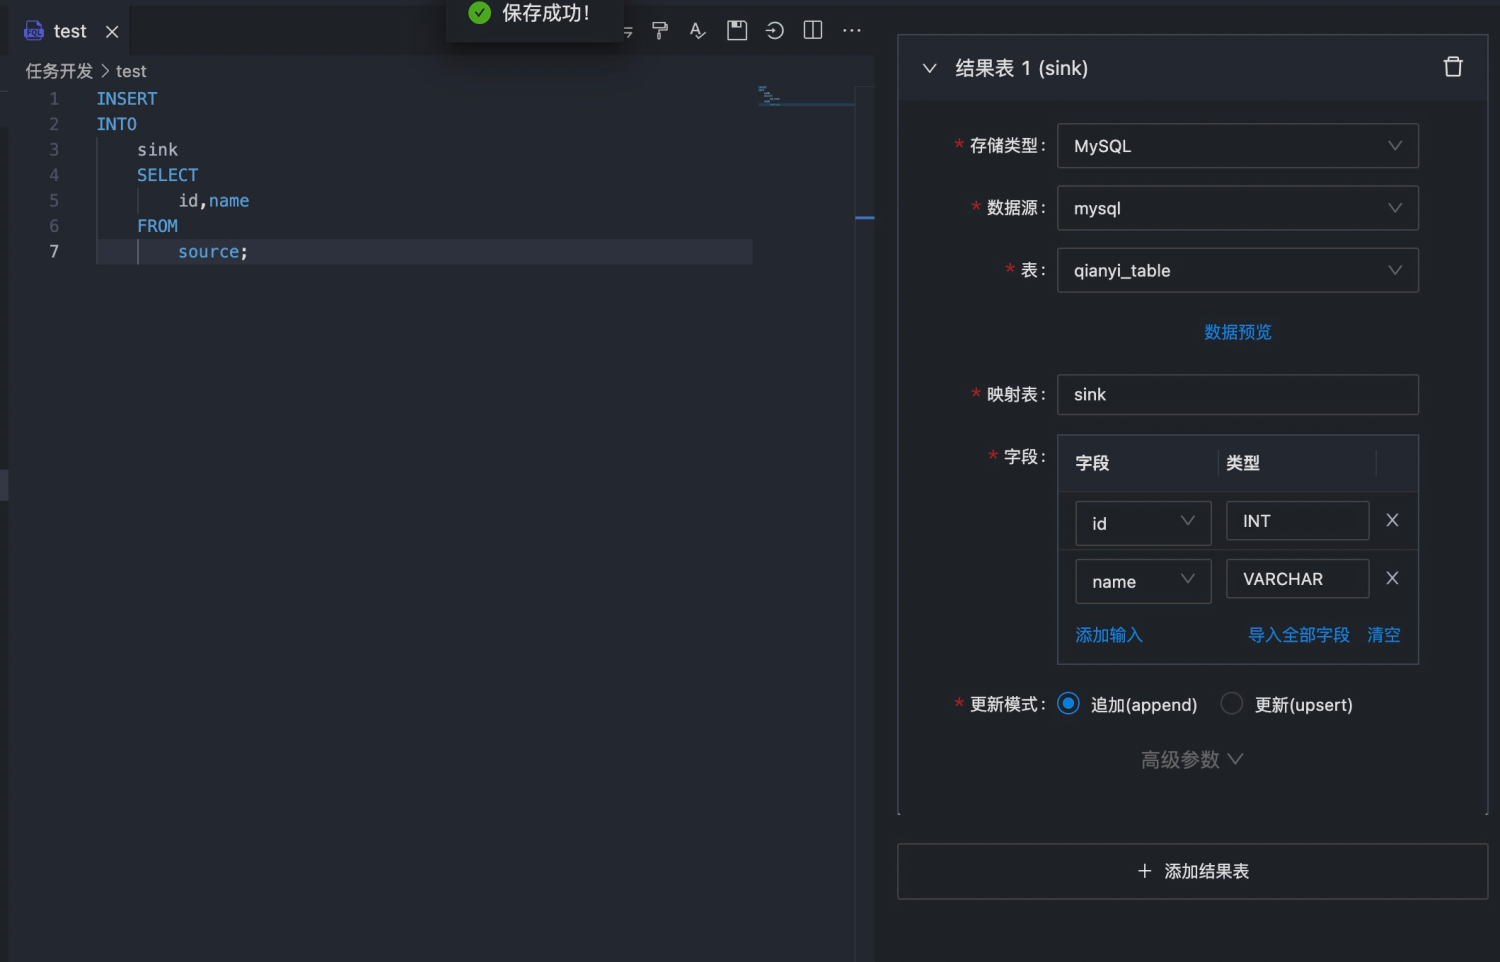 保存成功!
FQL test
任务开发 > test
1 INSERT
2 INTO
3 sink
4 SELECT
5 id,name
6 FROM
7 source;
结果表 1 (sink)
* 存储类型: MySQL
* 数据源: mysql
* 表: qianyi_table
数据预览
* 映射表: sink
* 字段:
字段 类型
id INT
name VARCHAR
添加输入 导入全部字段 清空
* 更新模式: 追加(append) 更新(upsert)
高级参数
+ 添加结果表